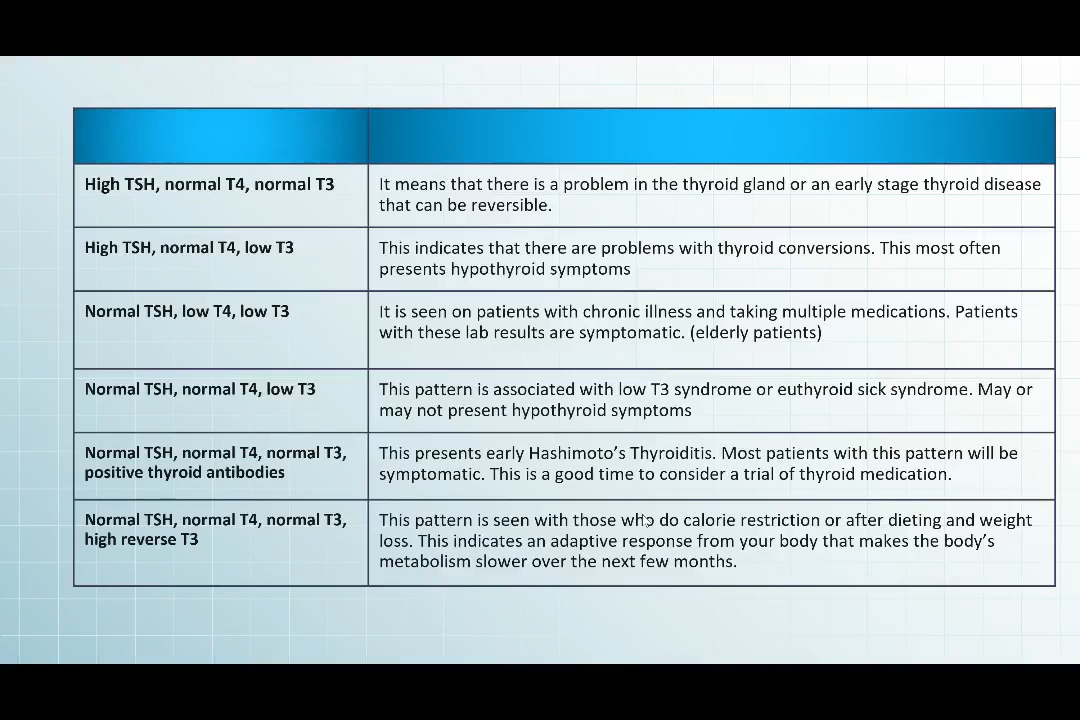 High TSH, normal T4, normal T3
It means that there is a problem in the thyroid gland or an early stage thyroid disease
that can be reversible.
High TSH, normal T4, low T3
This indicates that there are problems with thyroid conversions. This most often
presents hypothyroid symptoms
Normal TSH, low T4, low T3
It is seen on patients with chronic illness and taking multiple medications. Patients
with these lab results are symptomatic. (elderly patients)
Normal TSH, normal T4, low T3
This pattern is associated with low T3 syndrome or euthyroid sick syndrome. May or
may not present hypothyroid symptoms
Normal TSH, normal T4, normal T3,
positive thyroid antibodies
This presents early Hashimoto’s Thyroiditis. Most patients with this pattern will be
symptomatic. This is a good time to consider a trial of thyroid medication.
Normal TSH, normal T4, normal T3,
high reverse T3
This pattern is seen with those who do calorie restriction or after dieting and weight
loss. This indicates an adaptive response from your body that makes the body’s
metabolism slower over the next few months.